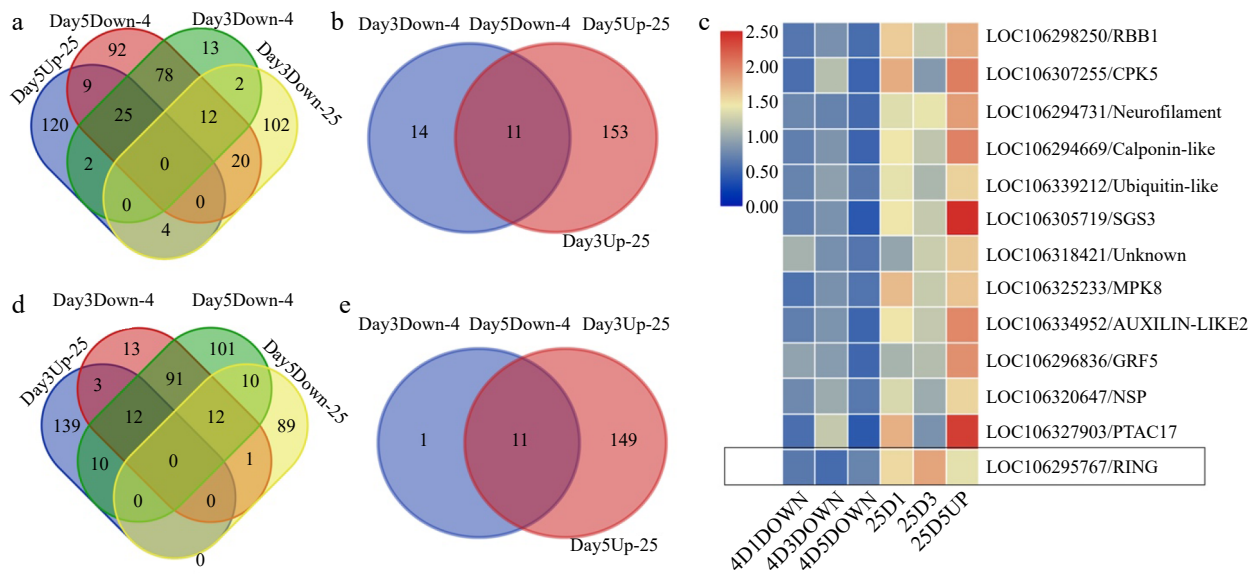 a
Day5Down-4
Day3Down-4
Day5Up-25
Day3Down-25
92
13
9
78
2
120
25
12
102
2
0
20
0
0
4
b
Day3Down-4 Day5Down-4 Day5Up-25
14
11
153
Day3Up-25
c
2.50
2.00
1.50
1.00
0.50
0.00
LOC106298250/RBB1
LOC106307255/CPK5
LOC106294731/Neurofilament
LOC106294669/Calponin-like
LOC106339212/Ubiquitin-like
LOC106305719/SGS3
LOC106318421/Unknown
LOC106325233/MPK8
LOC106334952/AUXILIN-LIKE2
LOC106296836/GRF5
LOC106320647/NSP
LOC106327903/PTAC17
LOC106295767/RING
4D1DOWN
4D3DOWN
4D5DOWN
25D1
25D3
25D5UP
d
Day3Down-4
Day5Down-4
Day3Up-25
Day5Down-25
13
101
3
91
10
139
12
12
89
10
0
1
0
0
0
e
Day3Down-4 Day5Down-4 Day3Up-25
1
11
149
Day5Up-25